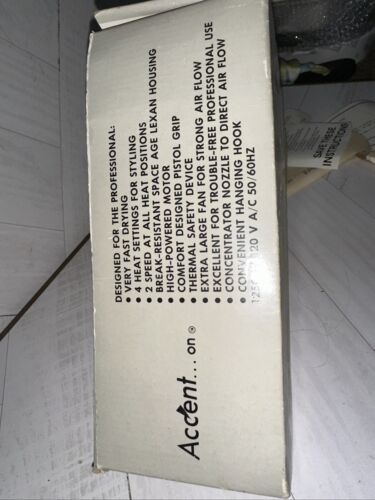 DESIGNED FOR THE PROFESSIONAL:
• VERY FAST DRYING
• 4 HEAT SETTINGS FOR STYLING
• 2 SPEED AT ALL HEAT POSITIONS
• BREAK-RESISTANT SPACE AGE LEXAN HOUSING
• HIGH-POWERED MOTOR
• COMFORT DESIGNED PISTOL GRIP
• THERMAL SAFETY DEVICE
• EXTRA LARGE FAN FOR STRONG AIR FLOW
• EXCELLENT FOR TROUBLE-FREE PROFESSIONAL USE
• CONCENTRATOR NOZZLE TO DIRECT AIR FLOW
• CONVENIENT HANGING HOOK
V A/C 50/60HZ
Accent... on ®
SAVE THESE
INSTRUCTIONS